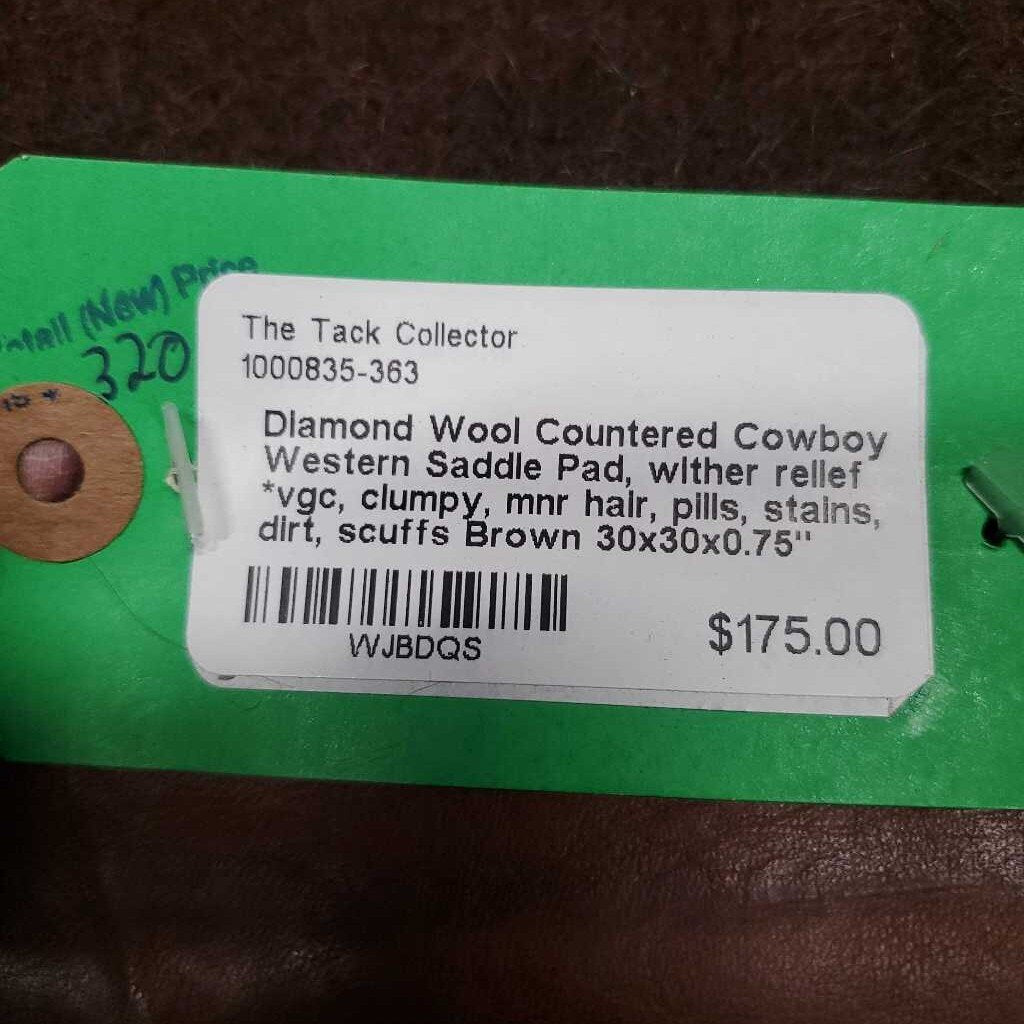 (New) Price
320
The Tack Collector
1000835-363
Diamond Wool Countered Cowboy
Western Saddle Pad, wither relief
*vgc, clumpy, mnr hair, pills, stains,
dirt, scuffs Brown 30x30x0.75"
WJBDQS
$175.00